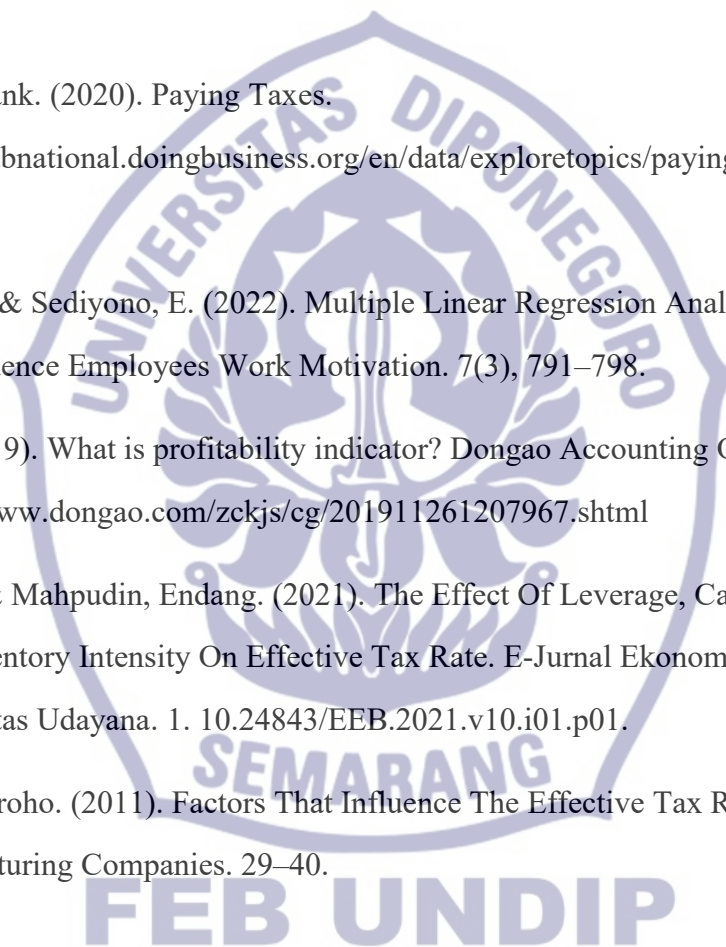 nk. (2020). Paying Taxes.
bnational.doingbusiness.org/en/data/exploretopics/paying
& Sediyono, E. (2022). Multiple Linear Regression Anal
ence Employees Work Motivation. 7(3), 791–798.
9). What is profitability indicator? Dongao Accounting
ww.dongao.com/zckjs/cg/201911261207967.shtml
Mahpudin, Endang. (2021). The Effect Of Leverage, Ca
entory Intensity On Effective Tax Rate. E-Jurnal Ekonom
tas Udayana. 1. 10.24843/EEB.2021.v10.i01.p01.
roho. (2011). Factors That Influence The Effective Tax R
turing Companies. 29–40.
UNIVERSITAS DIPONEGORO
SEMARANG
FEB UNDIP